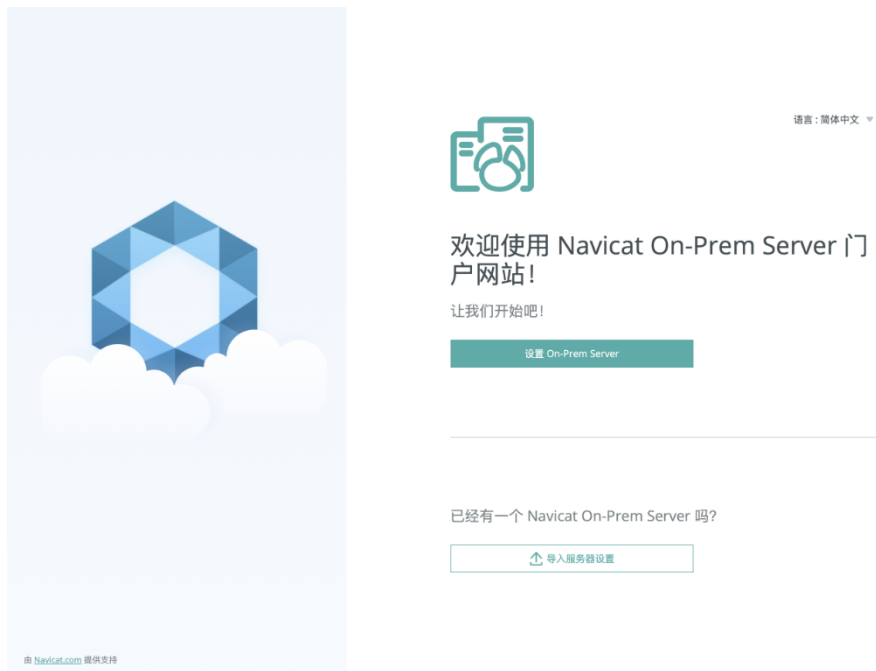 语言 : 简体中文
欢迎使用 Navicat On-Prem Server 门
户网站!
让我们开始吧!
设置 On-Prem Server
已经有一个 Navicat On-Prem Server 吗?
导入服务器设置
由 Navicat.com 提供支持